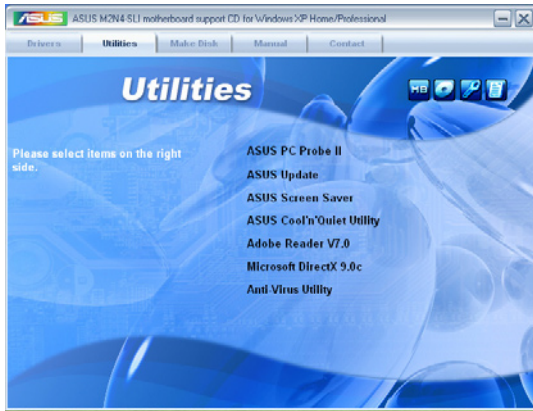 ASUS ASUS M2N4-SLI motherboard support CD for Windows XP Home/Professional
Drivers Utilities Make Disk Manual Contact
Utilities
MB
Please select items on the right
side.
ASUS PC Probe II
ASUS Update
ASUS Screen Saver
ASUS Cool'n'Quiet Utility
Adobe Reader V7.0
Microsoft DirectX 9.0c
Anti-Virus Utility